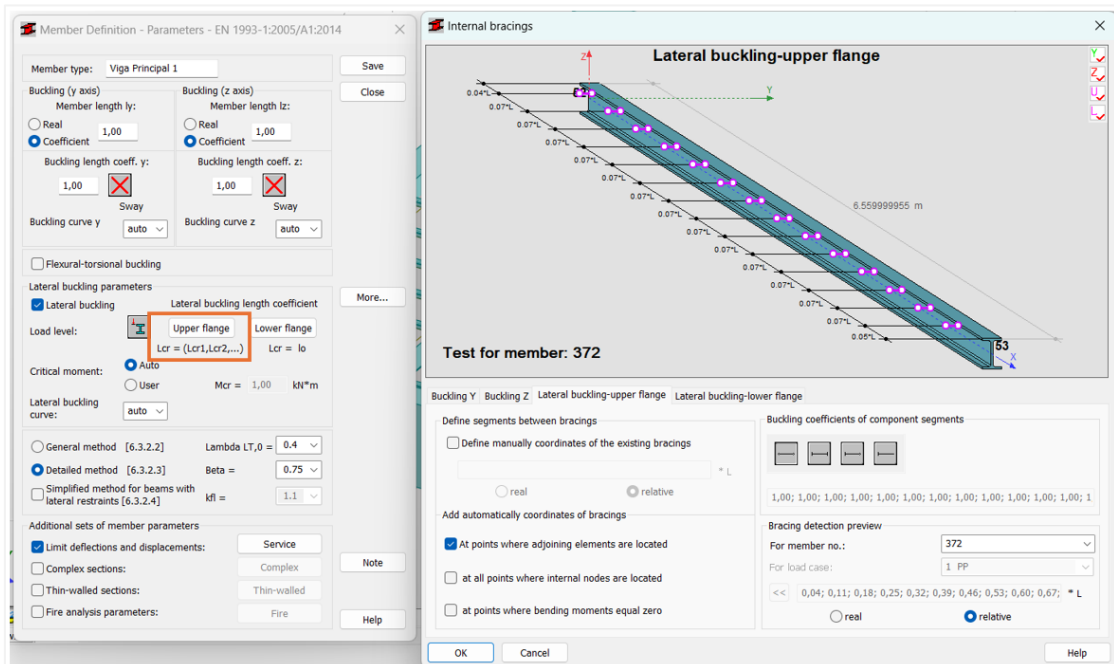 Member Definition - Parameters - EN 1993-1:2005/A1:2014
Member type: Viga Principal 1
Save
Close
Buckling (y axis)
Member length ly:
Real
Coefficient
1,00
Buckling length coeff. y:
1,00
Sway
Buckling curve y
auto
Buckling (z axis)
Member length lz:
Real
Coefficient
1,00
Buckling length coeff. z:
1,00
Sway
Buckling curve z
auto
Flexural-torsional buckling
Lateral buckling parameters
Lateral buckling
Lateral buckling length coefficient
More...
Load level:
Upper flange
Lower flange
Lcr = (Lcr1,Lcr2,...)
Lcr = lo
Critical moment:
Auto
User
Mcr = 1,00 kN*m
Lateral buckling
curve:
auto
General method [6.3.2.2]
Lambda LT,0 = 0.4
Detailed method [6.3.2.3]
Beta = 0.75
Simplified method for beams with
lateral restraints [6.3.2.4]
kfl = 1.1
Additional sets of member parameters
Limit deflections and displacements:
Service
Complex sections:
Complex
Note
Thin-walled sections:
Thin-walled
Fire analysis parameters:
Fire
Help
Internal bracings
Lateral buckling-upper flange
Z
Y
Y
Z
U
L
0.04*L
0.07*L
0.07*L
0.07*L
0.07*L
0.07*L
0.07*L
0.07*L
0.07*L
0.07*L
0.07*L
0.07*L
0.07*L
0.07*L
0.05*L
6.559999955 m
53
X
Test for member: 372
Buckling Y
Buckling Z
Lateral buckling-upper flange
Lateral buckling-lower flange
Define segments between bracings
Define manually coordinates of the existing bracings
* L
real
relative
Add automatically coordinates of bracings
At points where adjoining elements are located
at all points where internal nodes are located
at points where bending moments equal zero
Buckling coefficients of component segments
1,00; 1,00; 1,00; 1,00; 1,00; 1,00; 1,00; 1,00; 1,00; 1,00; 1,00; 1
Bracing detection preview
For member no.:
372
For load case:
1 PP
<<
0,04; 0,11; 0,18; 0,25; 0,32; 0,39; 0,46; 0,53; 0,60; 0,67;
* L
real
relative
OK
Cancel
Help